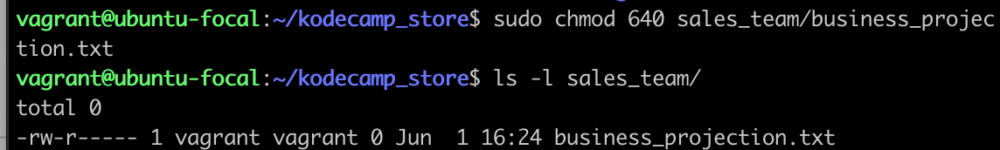 vagrant@ubuntu-focal:~/kodecamp_store$ sudo chmod 640 sales_team/business_projec
tion.txt
vagrant@ubuntu-focal:~/kodecamp_store$ ls -l sales_team/
total 0
-rw-r----- 1 vagrant vagrant 0 Jun  1 16:24 business_projection.txt